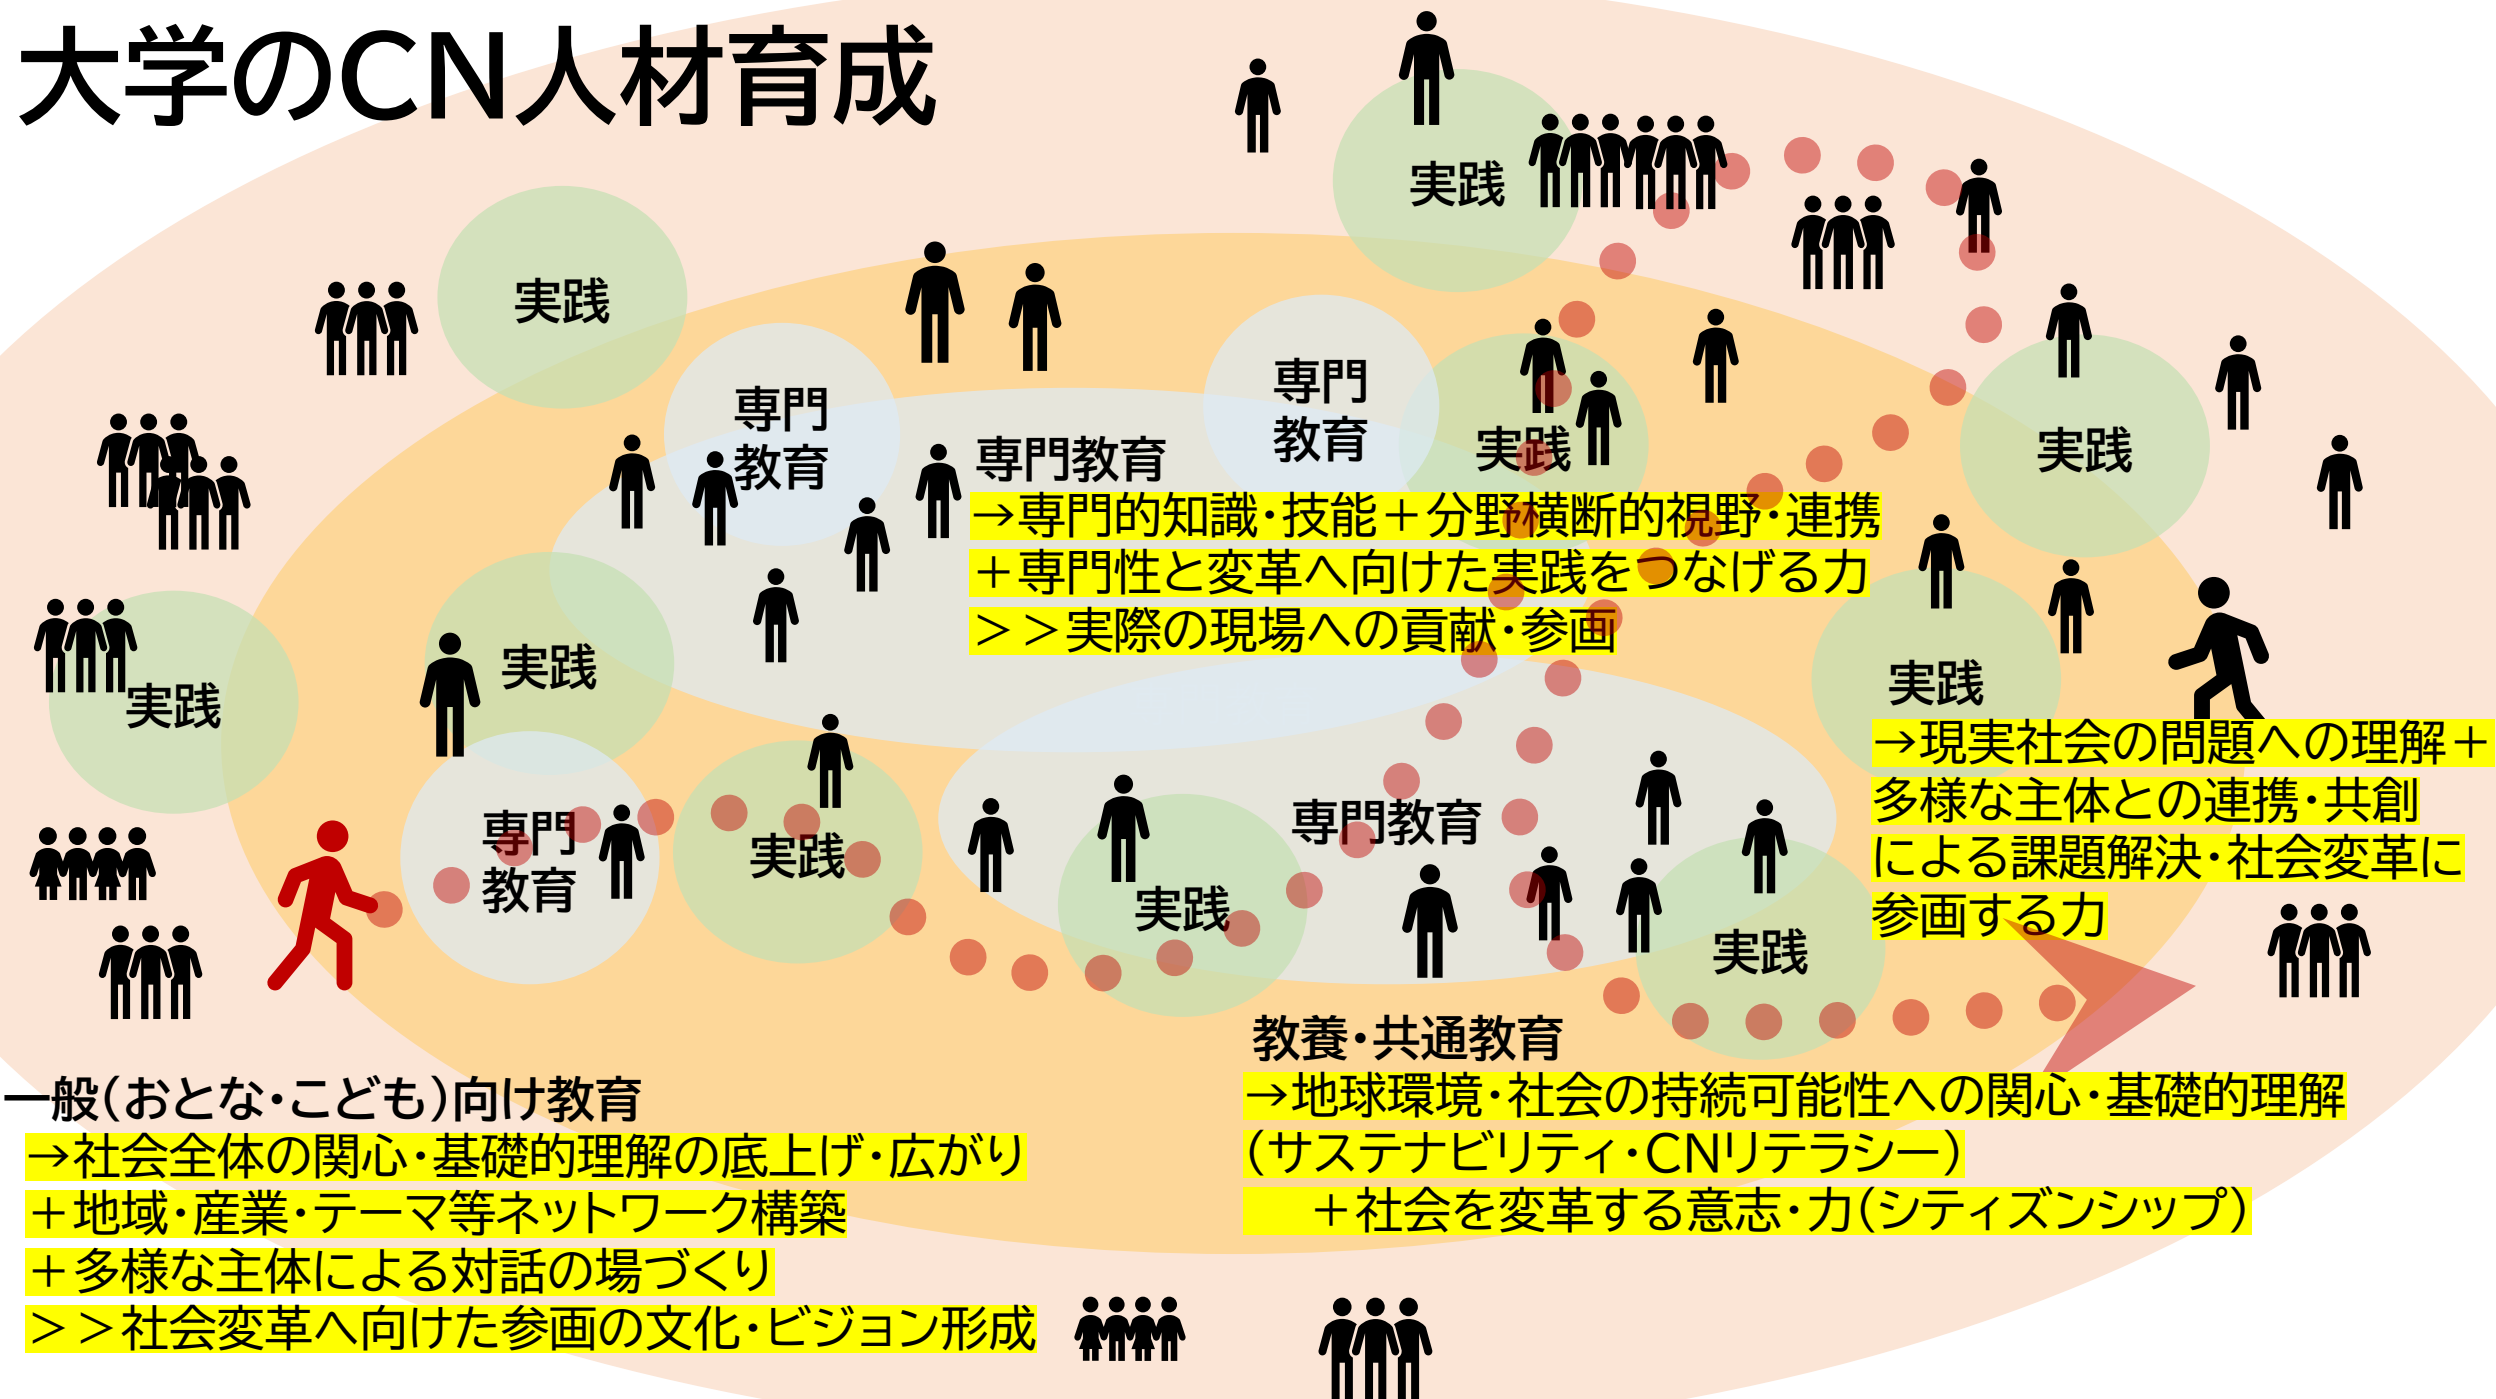 大学のCN人材育成
実践
実践
専門
教育
専門
教育
実践
実践
専門教育
→専門的知識・技能＋分野横断的視野・連携
＋専門性と変革へ向けた実践をつなげる力
＞＞実際の現場への貢献・参画
実践
実践
実践
→現実社会の問題への理解＋
多様な主体との連携・共創
による課題解決・社会変革に
参画する力
専門
教育
実践
専門教育
実践
実践
教養・共通教育
→地球環境・社会の持続可能性への関心・基礎的理解
（サステナビリティ・CNリテラシー）
＋社会を変革する意志・力（シティズンシップ）
一般（おとな・こども）向け教育
→社会全体の関心・基礎的理解の底上げ・広がり
＋地域・産業・テーマ等ネットワーク構築
＋多様な主体による対話の場づくり
＞＞社会変革へ向けた参画の文化・ビジョン形成